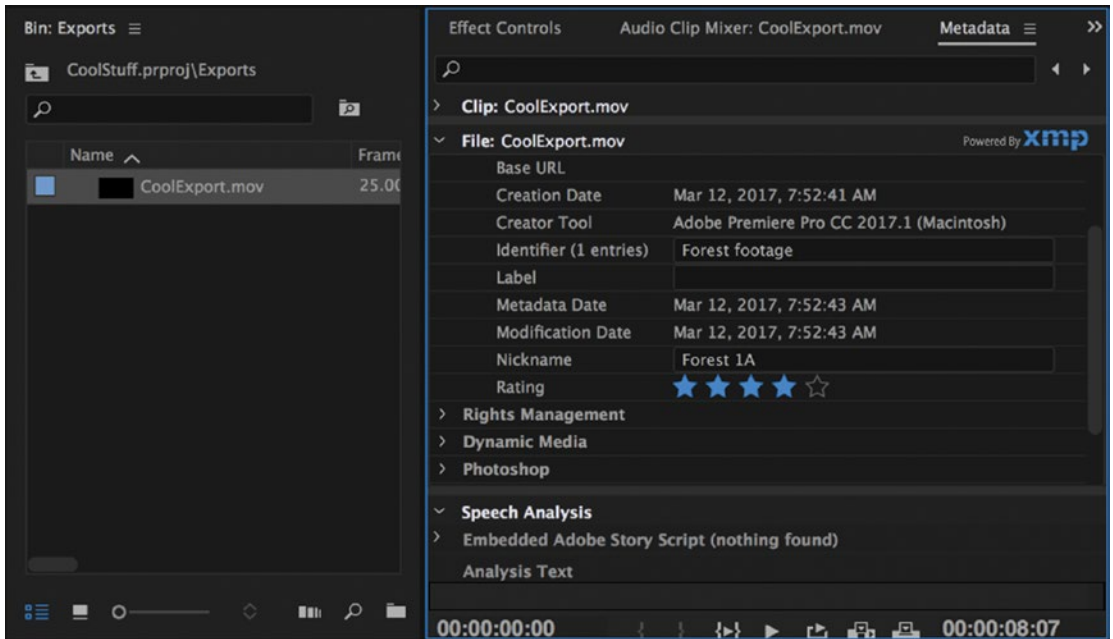 Bin: Exports
CoolStuff.prproj\Exports
Name
Frame
CoolExport.mov
25.00
Effect Controls
Audio Clip Mixer: CoolExport.mov
Metadata
Clip: CoolExport.mov
File: CoolExport.mov
Powered By xmp
Base URL
Creation Date Mar 12, 2017, 7:52:41 AM
Creator Tool Adobe Premiere Pro CC 2017.1 (Macintosh)
Identifier (1 entries) Forest footage
Label
Metadata Date Mar 12, 2017, 7:52:43 AM
Modification Date Mar 12, 2017, 7:52:43 AM
Nickname Forest 1A
Rating
Rights Management
Dynamic Media
Photoshop
Speech Analysis
Embedded Adobe Story Script (nothing found)
Analysis Text
00:00:00:00
00:00:08:07